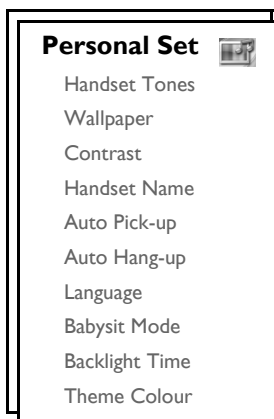 Personal Set
Handset Tones
Wallpaper
Contrast
Handset Name
Auto Pick-up
Auto Hang-up
Language
Babysit Mode
Backlight Time
Theme Colour